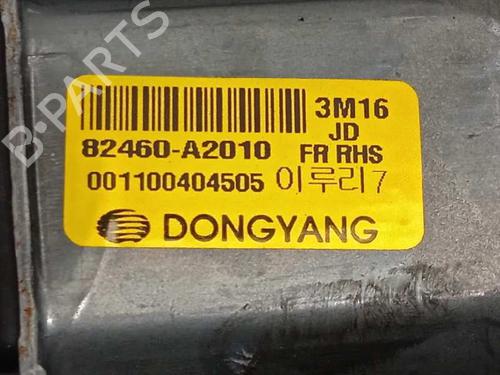 B-PARTS
3M16
JD
82460-A2010 FR RHS
001100404505 이루리7
DONGYANG